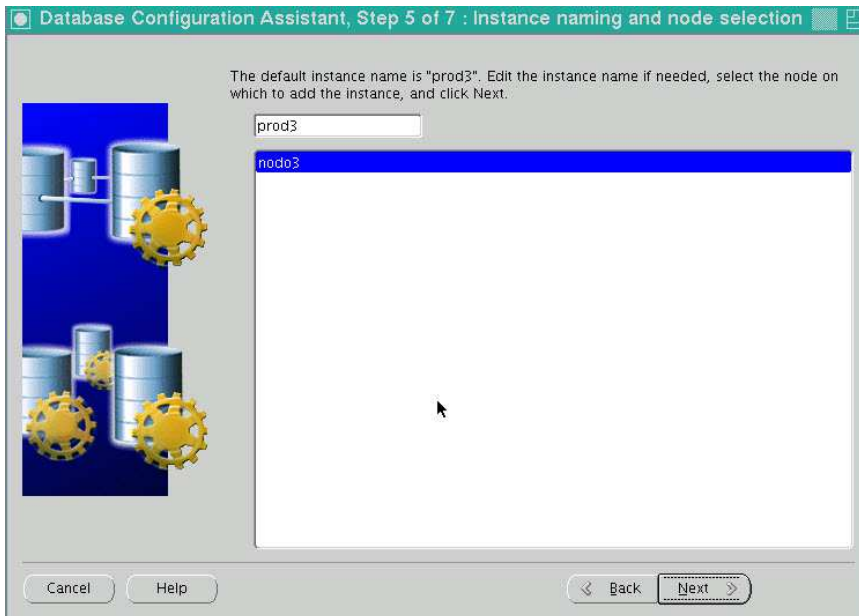 Database Configuration Assistant, Step 5 of 7 : Instance naming and node selection
The default instance name is "prod3". Edit the instance name if needed, select the node on
which to add the instance, and click Next.
prod3
nodo3
Cancel
Help
Back
Next